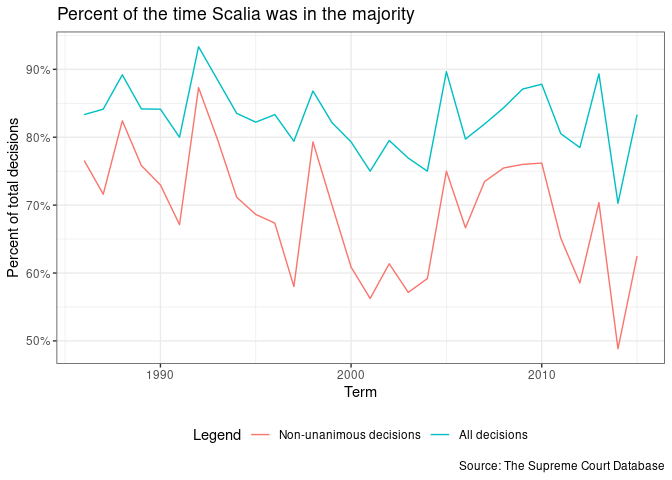 Percent of the time Scalia was in the majority
Percent of total decisions
90%
80%
70%
60%
50%
1990 2000 2010
Term
Legend Non-unanimous decisions All decisions
Source: The Supreme Court Database